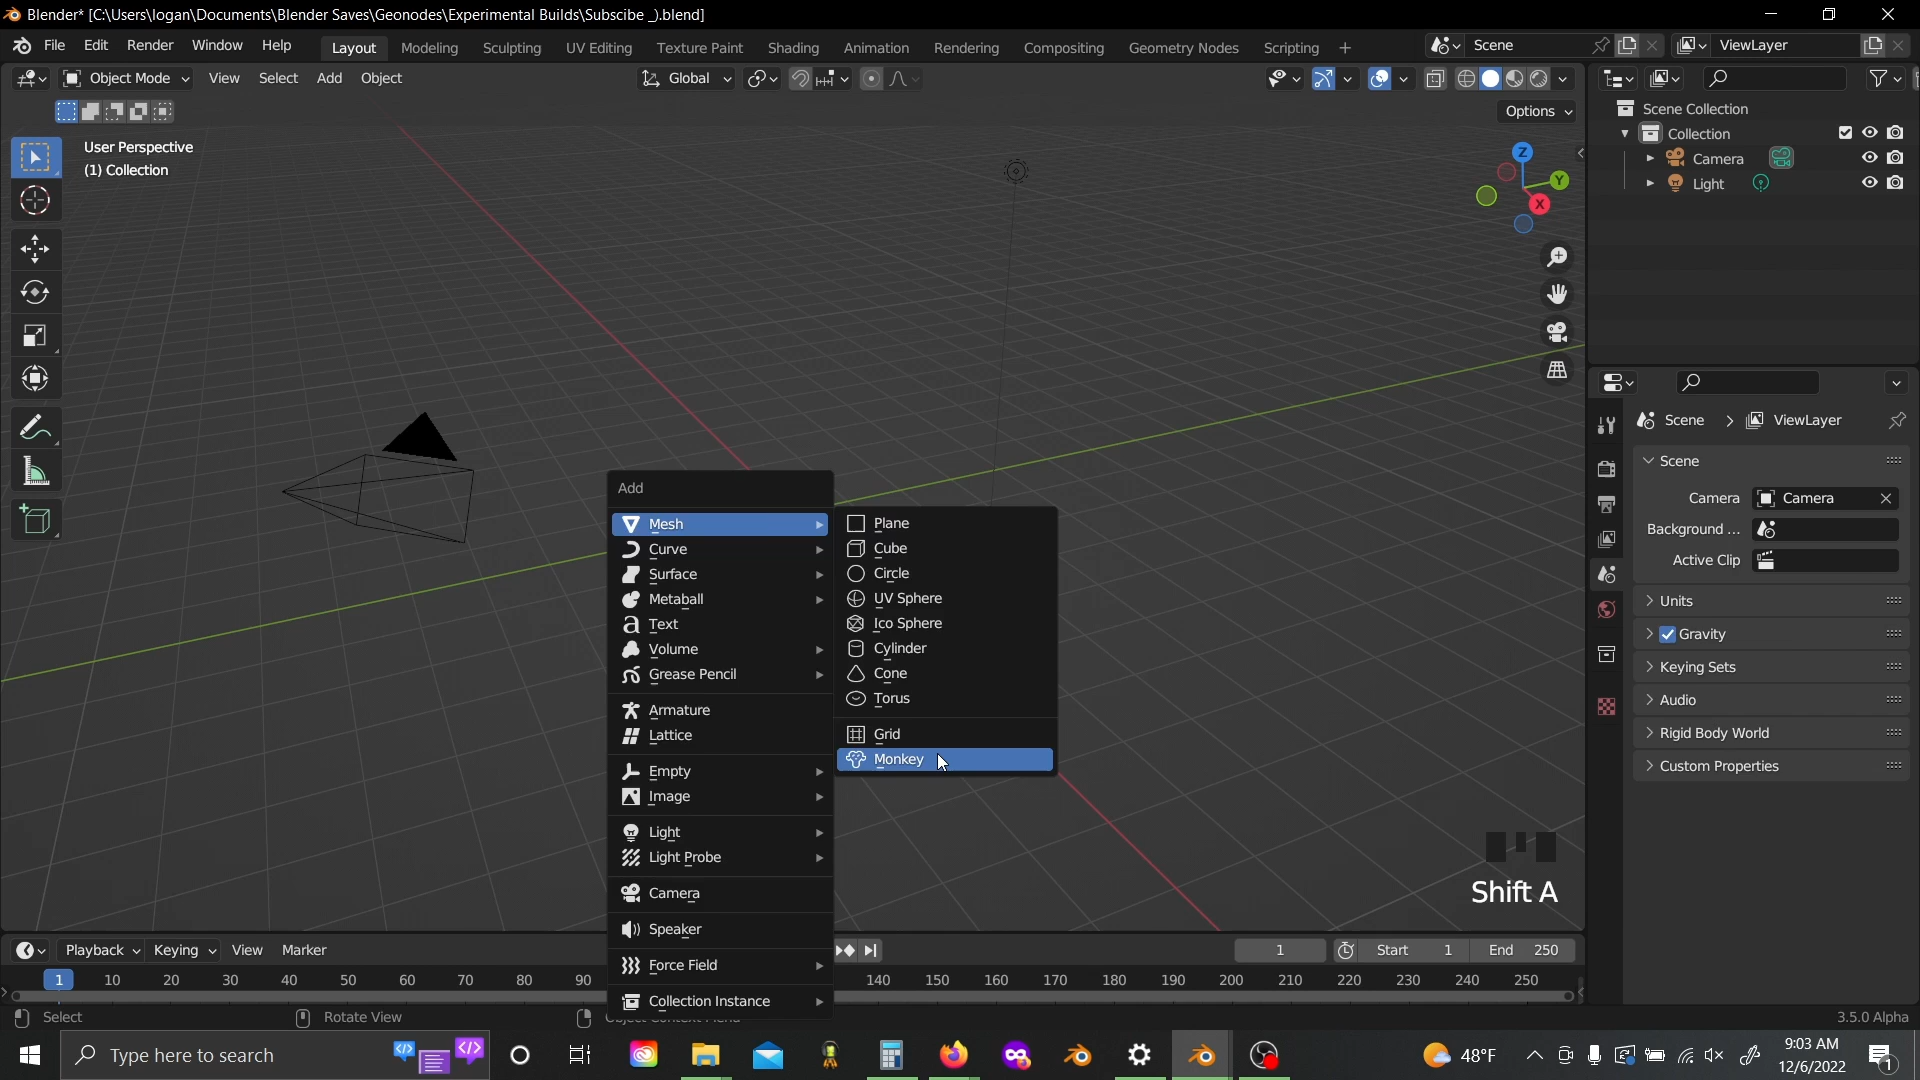 Blender* [C:\Users\logan\Documents\Blender Saves\Geonodes\Experimental Builds\Subscibe _).blend]
File Edit Render Window Help Layout Modeling Sculpting UV Editing Texture Paint Shading Animation Rendering Compositing Geometry Nodes Scripting + Scene ViewLayer
Object Mode View Select Add Object Global
Options
User Perspective
(1) Collection
Z
Y
X
Scene Collection
Collection
Camera
Light
Scene > ViewLayer
Scene
Camera Camera
Background ...
Active Clip
Units
Gravity
Keying Sets
Audio
Rigid Body World
Custom Properties
Add
Mesh
Curve
Surface
Metaball
Text
Volume
Grease Pencil
Armature
Lattice
Empty
Image
Light
Light Probe
Camera
Speaker
Force Field
Collection Instance
Plane
Cube
Circle
UV Sphere
Ico Sphere
Cylinder
Cone
Torus
Grid
Monkey
Shift A
Playback Keying View Marker 1 Start 1 End 250
1 10 20 30 40 50 60 70 80 90 140 150 160 170 180 190 200 210 220 230 240 250
Select Rotate View 3.5.0 Alpha
Type here to search 48°F 9:03 AM
12/6/2022
1